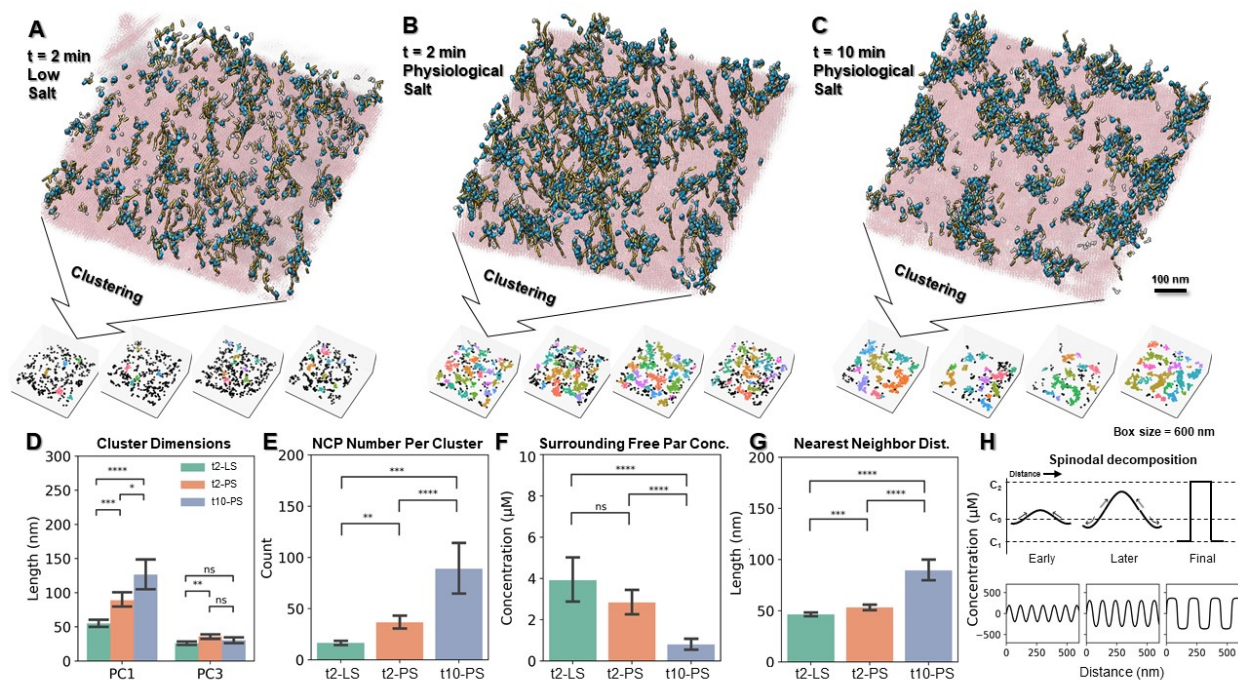 A
t = 2 min
Low
Salt
B
t = 2 min
Physiological
Salt
C
t = 10 min
Physiological
Salt
Clustering
Clustering
Clustering
100 nm
Box size = 600 nm
D
Cluster Dimensions
Length (nm)
300
250
200
150
100
50
0
t2-LS
t2-PS
t10-PS
****
***
*
ns
**
ns
PC1
PC3
E
NCP Number Per Cluster
Count
200
150
100
50
0
***
****
**
t2-LS
t2-PS
t10-PS
F
Surrounding Free Par Conc.
Concentration (μM)
10
8
6
4
2
0
****
ns
****
t2-LS
t2-PS
t10-PS
G
Nearest Neighbor Dist.
Length (nm)
200
150
100
50
0
****
***
****
t2-LS
t2-PS
t10-PS
H
Spinodal decomposition
Distance
C₂
C₀
C₁
Early
Later
Final
Concentration (μM)
500
0
−500
0
500
0
500
0
500
Distance (nm)